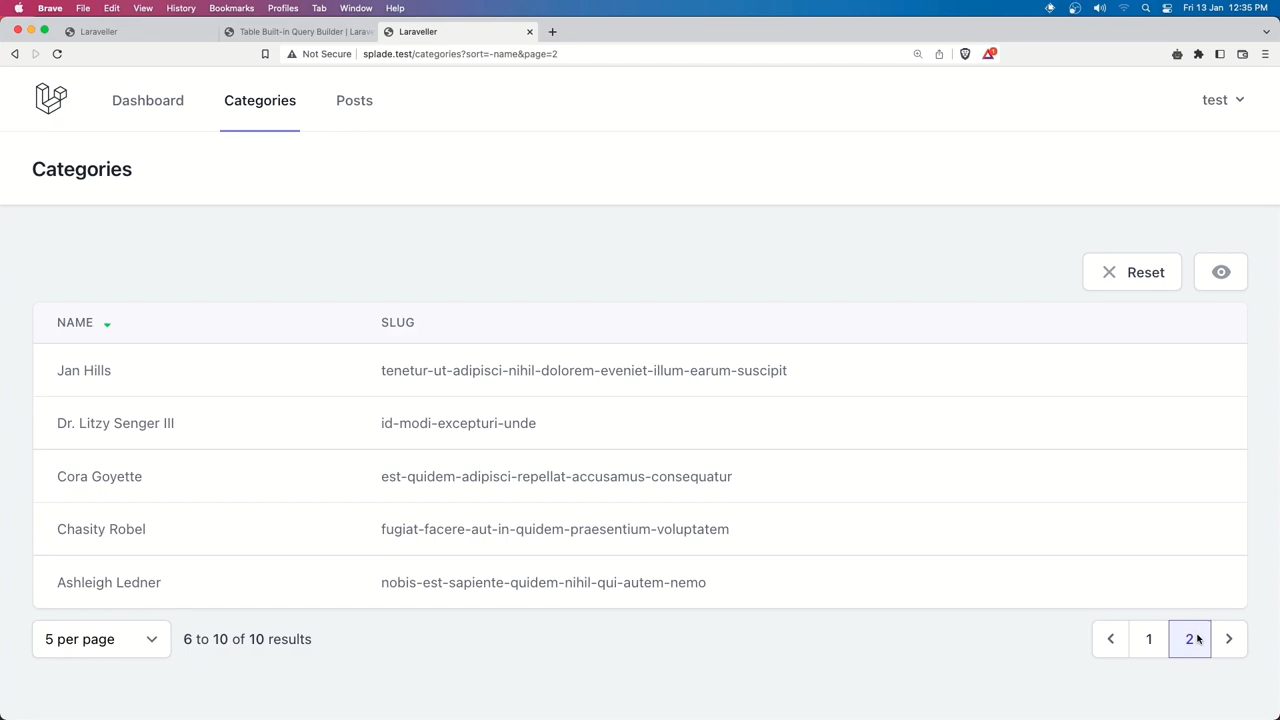 Brave File Edit View History Bookmarks Profiles Tab Window Help Fri 13 Jan 12:35 PM
Laraveller Table Built-in Query Builder | Larav Laraveller
Not Secure splade.test/categories?sort=-name&page=2
Dashboard Categories Posts test
Categories
Reset
NAME SLUG
Jan Hills tenetur-ut-adipisci-nihil-dolorem-eveniet-illum-earum-suscipit
Dr. Litzy Senger III id-modi-excepturi-unde
Cora Goyette est-quidem-adipisci-repellat-accusamus-consequatur
Chasity Robel fugiat-facere-aut-in-quidem-praesentium-voluptatem
Ashleigh Ledner nobis-est-sapiente-quidem-nihil-qui-autem-nemo
5 per page 6 to 10 of 10 results 1 2